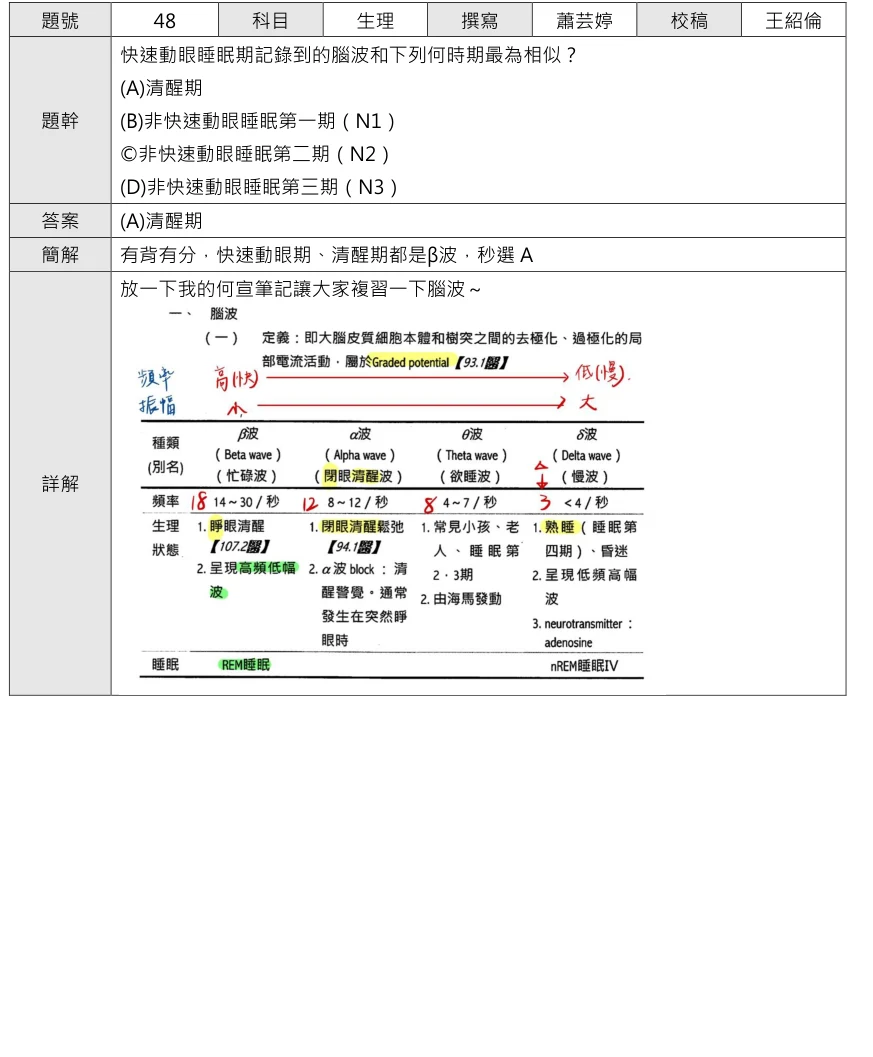 題號 48 科目 生理 撰寫 蕭芸婷 校稿 王紹倫
題幹
快速動眼睡眠期記錄到的腦波和下列何時期最為相似？
(A)清醒期
(B)非快速動眼睡眠第一期（N1）
©非快速動眼睡眠第二期（N2）
(D)非快速動眼睡眠第三期（N3）
答案 (A)清醒期
簡解 有背有分，快速動眼期、清醒期都是β波，秒選 A
詳解
放一下我的何宣筆記讓大家複習一下腦波～
一、 腦波
（一） 定義：即大腦皮質細胞本體和樹突之間的去極化、過極化的局
部電流活動，屬於Graded potential【93.1醫】
頻率 高(快) 低(慢).
振幅 小 大
種類
(別名)
β波
（Beta wave）
（忙碌波）
α波
（Alpha wave）
（閉眼清醒波）
θ波
（Theta wave）
（欲睡波）
δ波
（Delta wave）
（慢波）
頻率 18 14～30 / 秒 12 8～12 / 秒 8 4～7 / 秒 3 <4 / 秒
生理
狀態
1. 睜眼清醒
【107.2醫】
2. 呈現高頻低幅
波
1. 閉眼清醒鬆弛
【94.1醫】
2. α波 block：清
醒警覺。通常
發生在突然睜
眼時
1. 常見小孩、老
人、睡眠第
2，3期
2. 由海馬發動
1. 熟睡（睡眠第
四期）、昏迷
2. 呈現低頻高幅
波
3. neurotransmitter：
adenosine
睡眠 REM睡眠 nREM睡眠IV